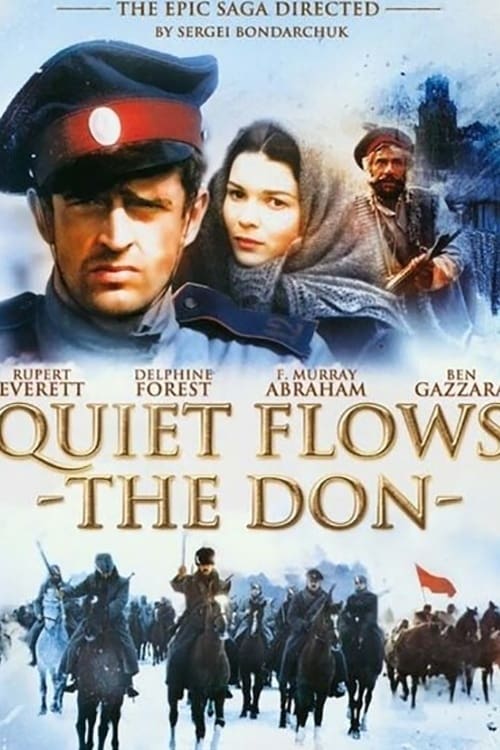 THE EPIC SAGA DIRECTED
BY SERGEI BONDARCHUK
RUPERT DELPHINE F. MURRAY BEN
EVERETT FOREST ABRAHAM GAZZARA
QUIET FLOWS
-THE DON-